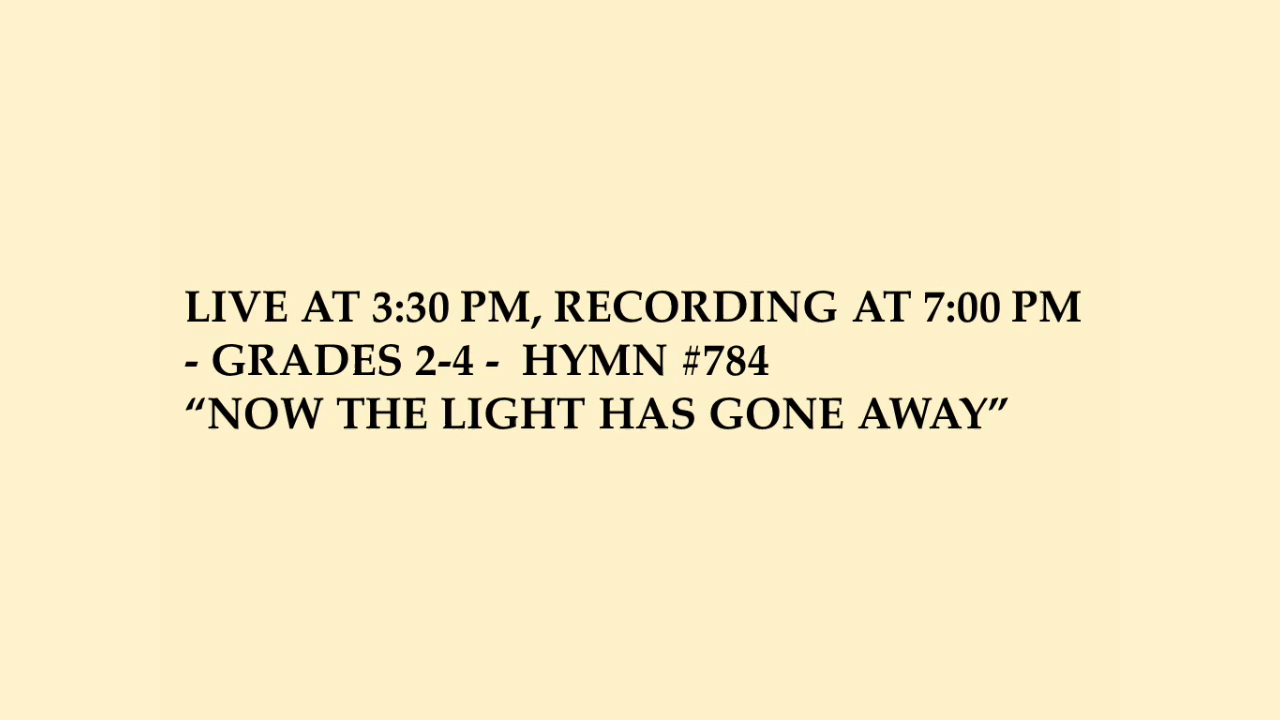 LIVE AT 3:30 PM, RECORDING AT 7:00 PM
- GRADES 2-4 -  HYMN #784
“NOW THE LIGHT HAS GONE AWAY”